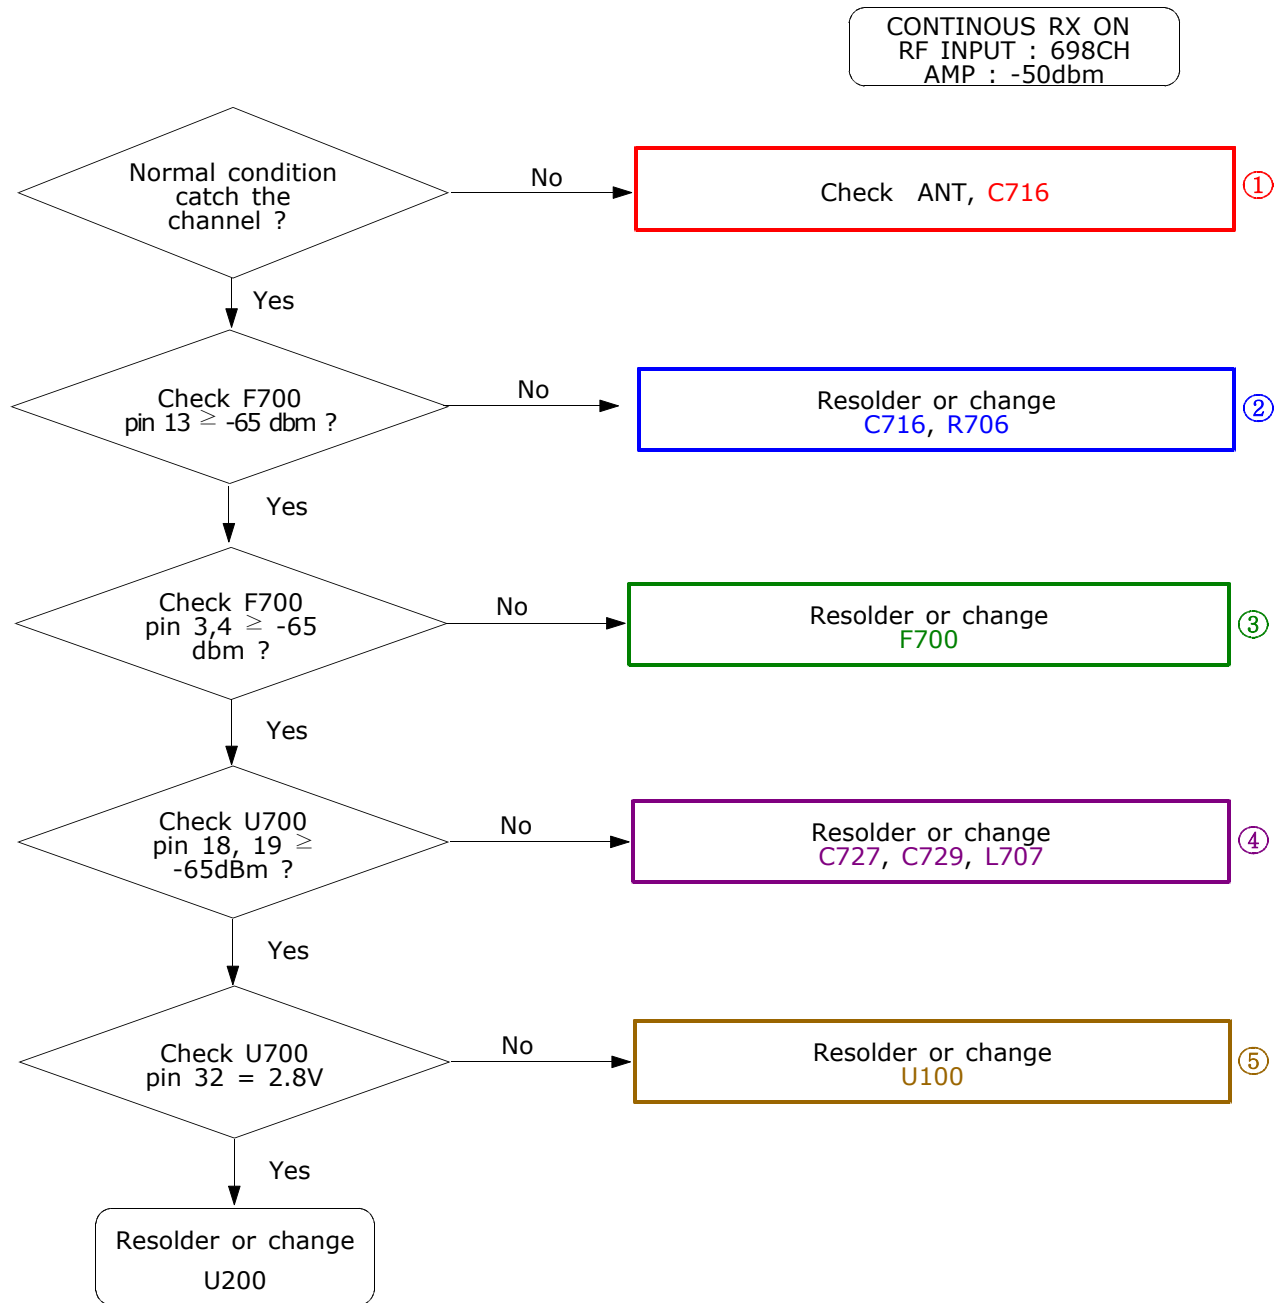 CONTINOUS RX ON
RF INPUT : 698CH
AMP : -50dbm
Normal condition
catch the
channel ?
No
Check ANT, C716
①
Yes
Check F700
pin 13 ≥ -65 dbm ?
No
Resolder or change
C716, R706
②
Yes
Check F700
pin 3,4 ≥ -65
dbm ?
No
Resolder or change
F700
③
Yes
Check U700
pin 18, 19 ≥
-65dBm ?
No
Resolder or change
C727, C729, L707
④
Yes
Check U700
pin 32 = 2.8V
No
Resolder or change
U100
⑤
Yes
Resolder or change
U200